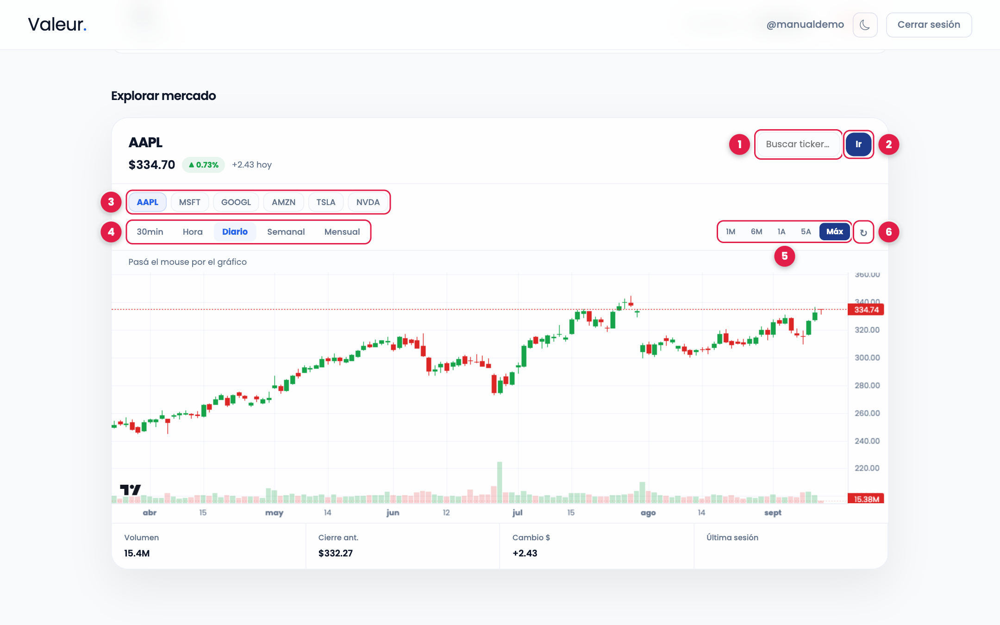 Valeur.
@manualdemo
Cerrar sesión
Explorar mercado
AAPL
1
Buscar ticker...
Ir
2
$334.70
▲ 0.73%
+2.43 hoy
3
AAPL
MSFT
GOOGL
AMZN
TSLA
NVDA
4
30min
Hora
Diario
Semanal
Mensual
1M
6M
1A
5A
Máx
↻
6
5
Pasá el mouse por el gráfico
360.00
340.00
334.74
320.00
300.00
280.00
260.00
240.00
220.00
15.38M
abr
15
may
14
jun
12
jul
15
ago
14
sept
Volumen
Cierre ant.
Cambio $
Última sesión
15.4M
$332.27
+2.43